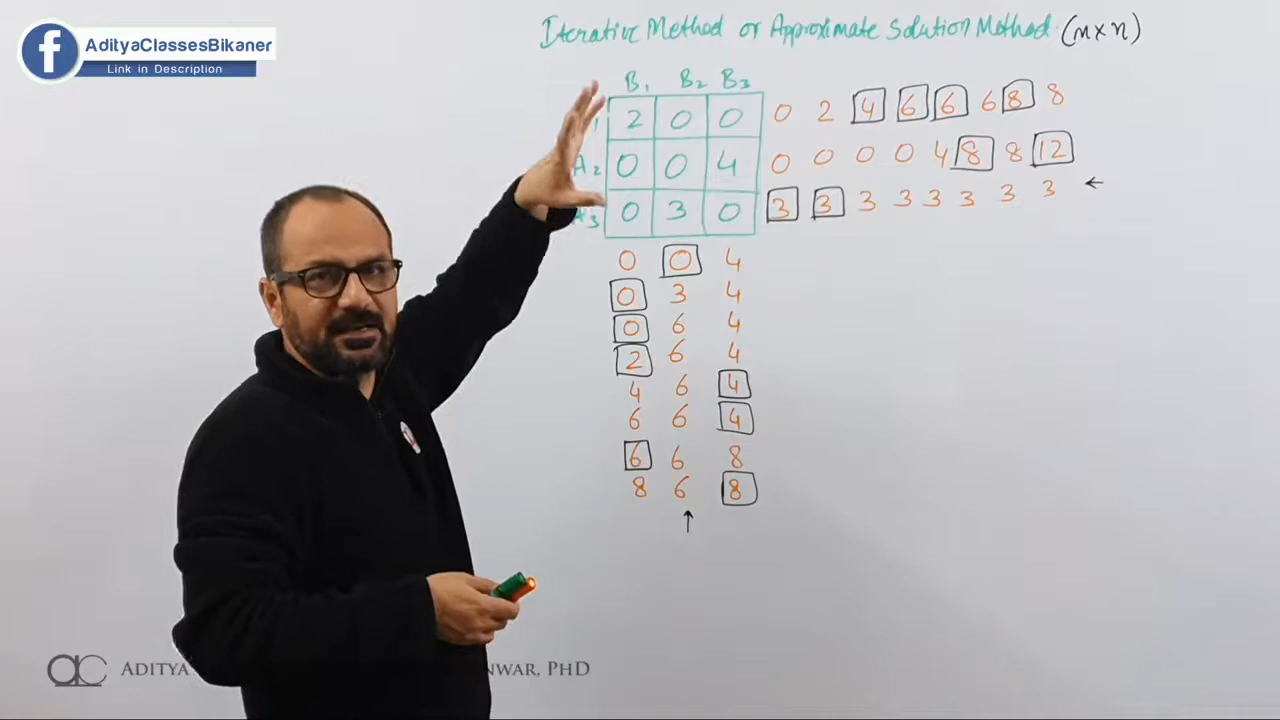 AdityaClassesBikaner
Link in Description
Iterative Method or Approximate Solution Method (n×n)
B1 B2 B3
2 0 0 0 2 4 6 6 6 8 8
A2 0 0 4 0 0 0 0 4 8 8 12
A3 0 3 0 3 3 3 3 3 3 3 3 ←
0 0 4
0 3 4
0 6 4
2 6 4
4 6 4
6 6 4
6 6 8
8 6 8
↑
ac ADITYA NWAR, PHD